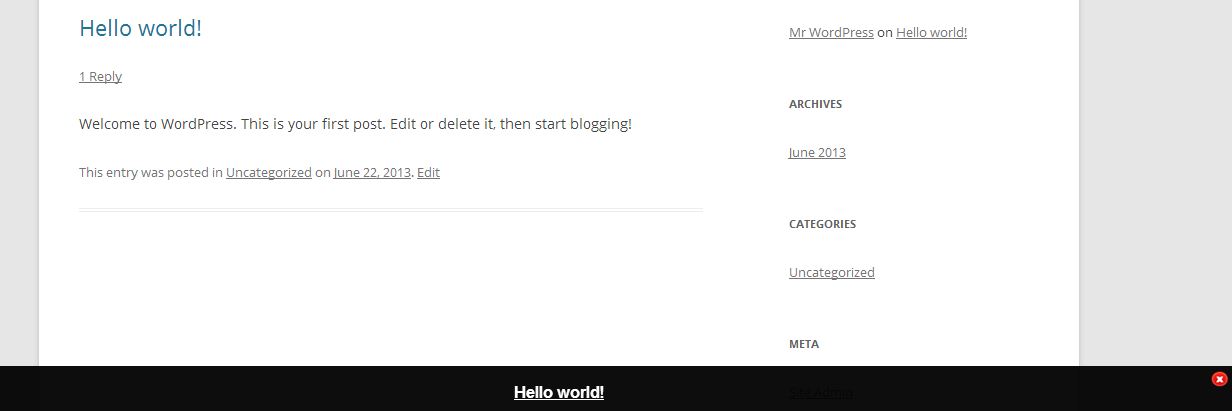 Hello world!
1 Reply
Welcome to WordPress. This is your first post. Edit or delete it, then start blogging!
This entry was posted in Uncategorized on June 22, 2013. Edit
Mr WordPress on Hello world!
ARCHIVES
June 2013
CATEGORIES
Uncategorized
META
Site Admin
Hello world!